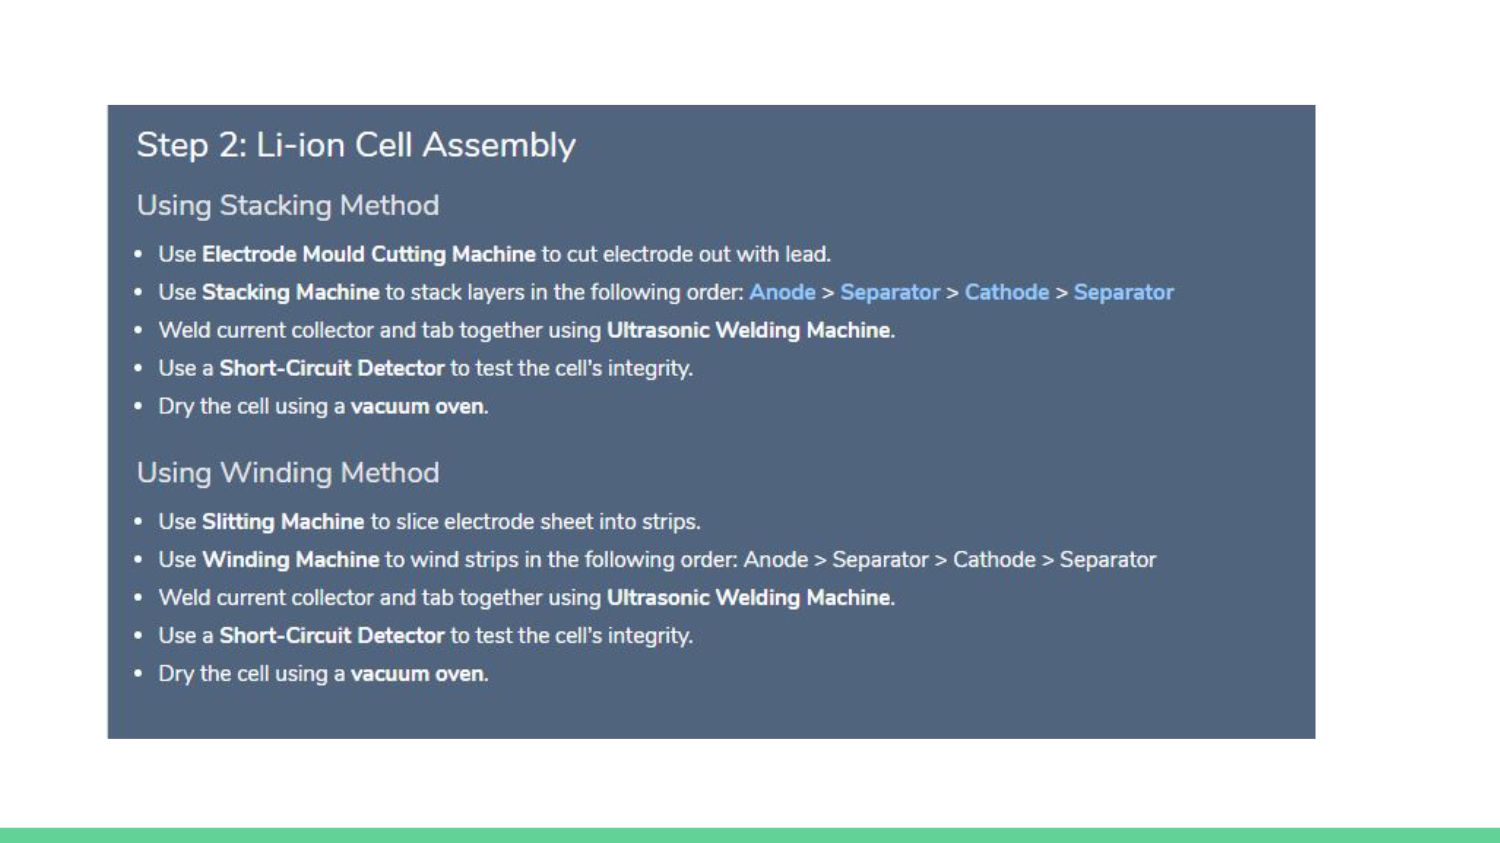 Step 2: Li-ion Cell Assembly
Using Stacking Method
• Use Electrode Mould Cutting Machine to cut electrode out with lead.
• Use Stacking Machine to stack layers in the following order: Anode > Separator > Cathode > Separator
• Weld current collector and tab together using Ultrasonic Welding Machine.
• Use a Short-Circuit Detector to test the cell's integrity.
• Dry the cell using a vacuum oven.
Using Winding Method
• Use Slitting Machine to slice electrode sheet into strips.
• Use Winding Machine to wind strips in the following order: Anode > Separator > Cathode > Separator
• Weld current collector and tab together using Ultrasonic Welding Machine.
• Use a Short-Circuit Detector to test the cell's integrity.
• Dry the cell using a vacuum oven.